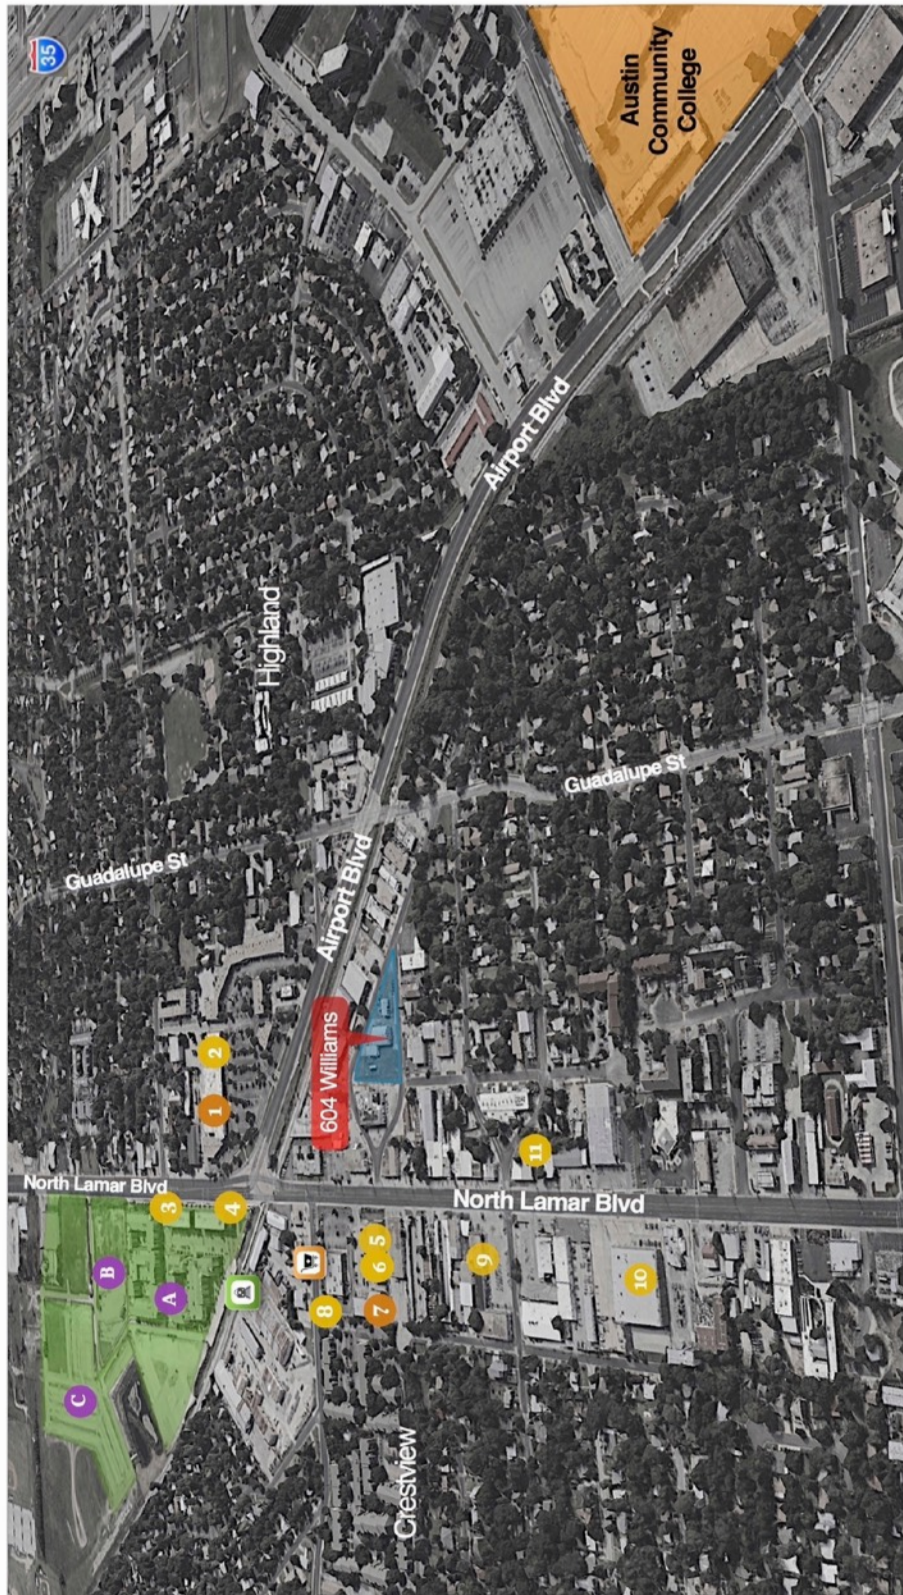 35
C
North Lamar Blvd
B
Guadalupe St
A
3
1
2
4
Highland
8
604 Williams
Airport Blvd
7
6
5
Crestview
9
Airport Blvd
11
North Lamar Blvd
Guadalupe St
10
Austin
Community
College